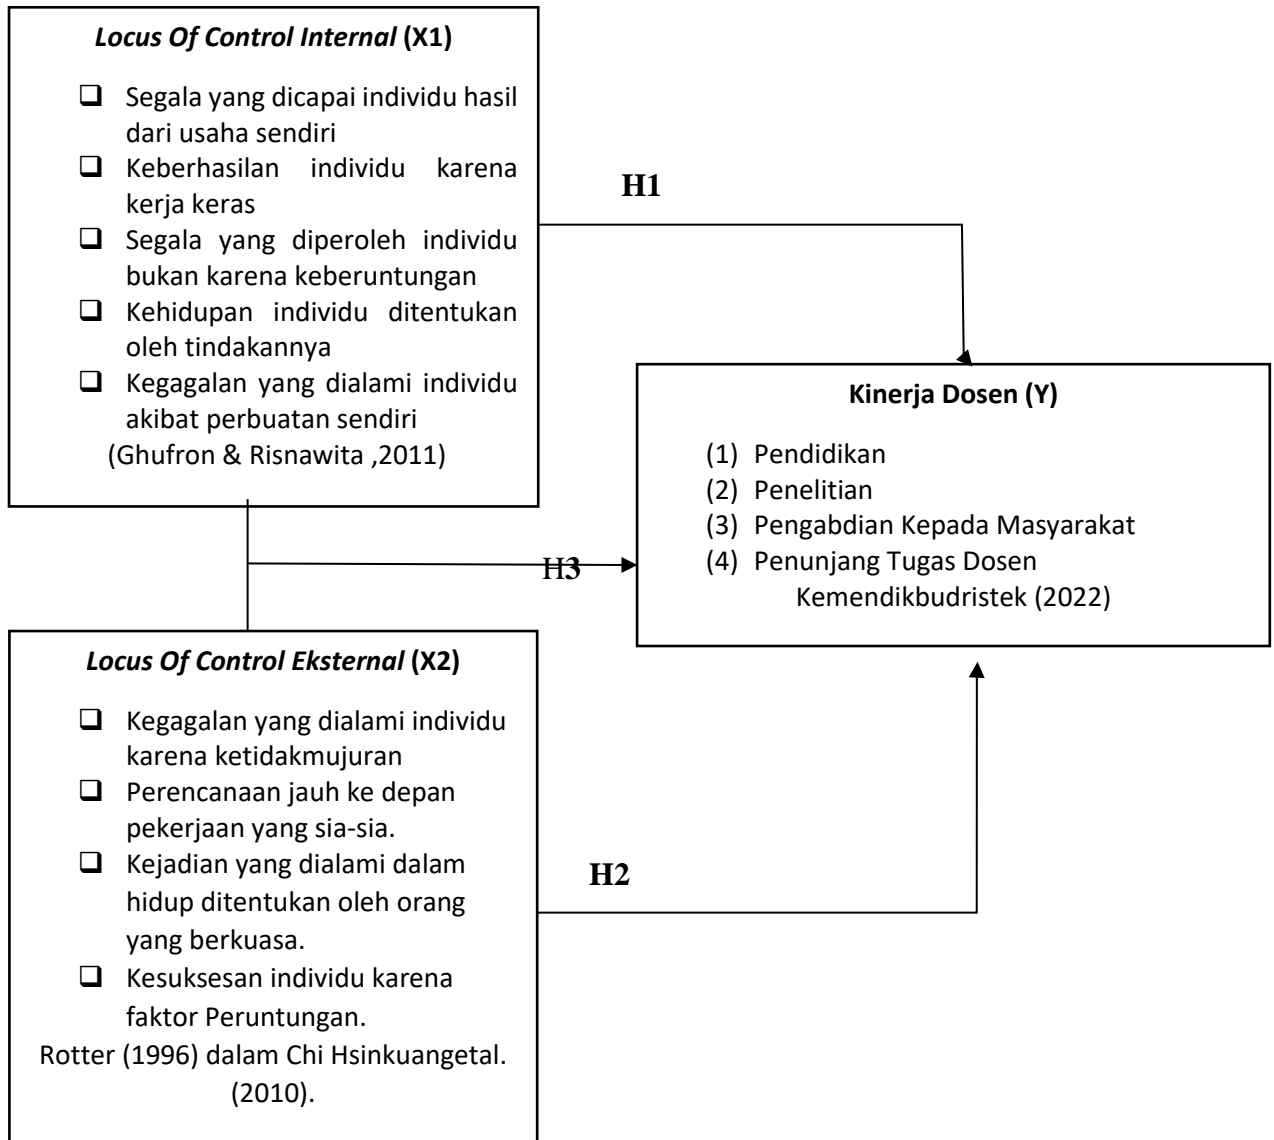 Locus Of Control Internal (X1)
❑ Segala yang dicapai individu hasil
dari usaha sendiri
❑ Keberhasilan individu karena
kerja keras
❑ Segala yang diperoleh individu
bukan karena keberuntungan
❑ Kehidupan individu ditentukan
oleh tindakannya
❑ Kegagalan yang dialami individu
akibat perbuatan sendiri
(Ghufron & Risnawita ,2011)
H1
Kinerja Dosen (Y)
(1) Pendidikan
(2) Penelitian
(3) Pengabdian Kepada Masyarakat
(4) Penunjang Tugas Dosen
Kemendikbudristek (2022)
H3
Locus Of Control Eksternal (X2)
❑ Kegagalan yang dialami individu
karena ketidakmujuran
❑ Perencanaan jauh ke depan
pekerjaan yang sia-sia.
❑ Kejadian yang dialami dalam
hidup ditentukan oleh orang
yang berkuasa.
❑ Kesuksesan individu karena
faktor Peruntungan.
Rotter (1996) dalam Chi Hsinkuangetal.
(2010).
H2